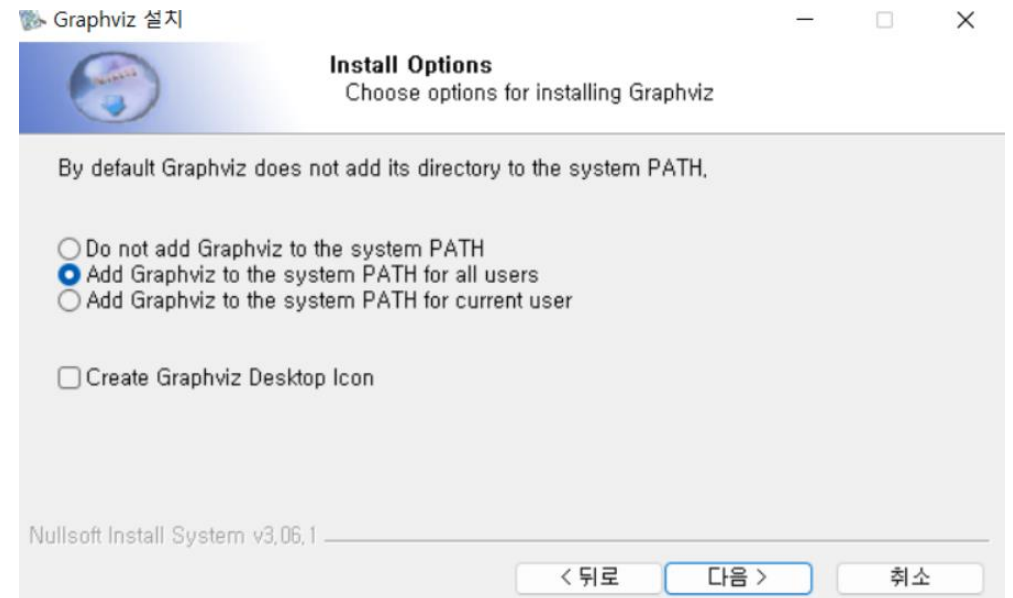 Graphviz 설치
Install Options
Choose options for installing Graphviz
By default Graphviz does not add its directory to the system PATH,
Do not add Graphviz to the system PATH
Add Graphviz to the system PATH for all users
Add Graphviz to the system PATH for current user
Create Graphviz Desktop Icon
Nullsoft Install System v3,06,1
< 뒤로
다음 >
취소